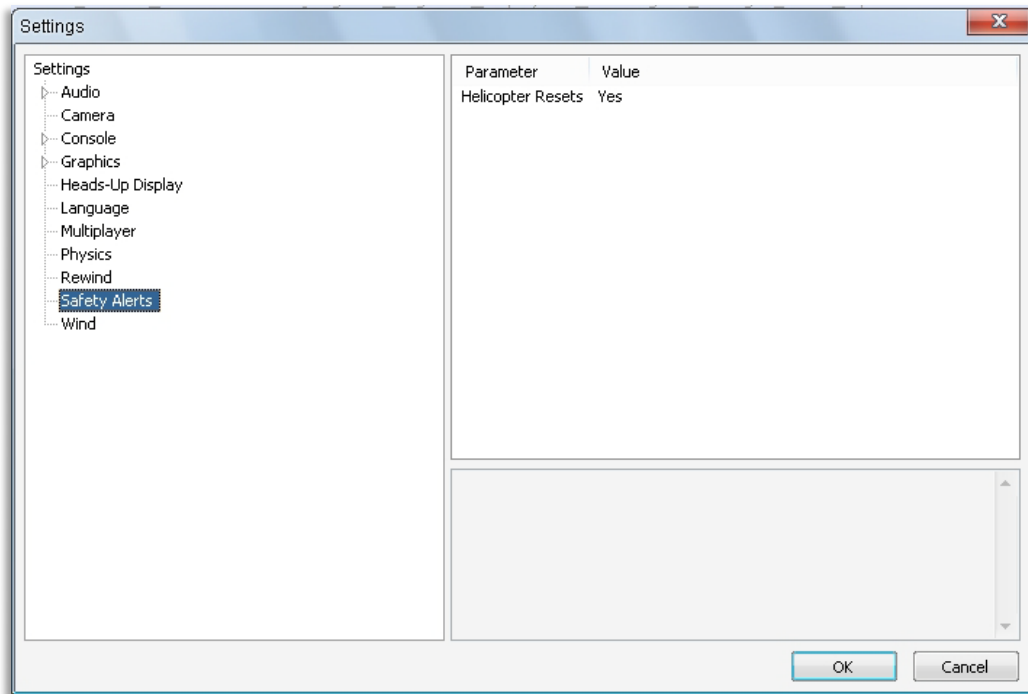 Settings
Settings
Audio
Camera
Console
Graphics
Heads-Up Display
Language
Multiplayer
Physics
Rewind
Safety Alerts
Wind
Parameter Value
Helicopter Resets Yes
OK Cancel